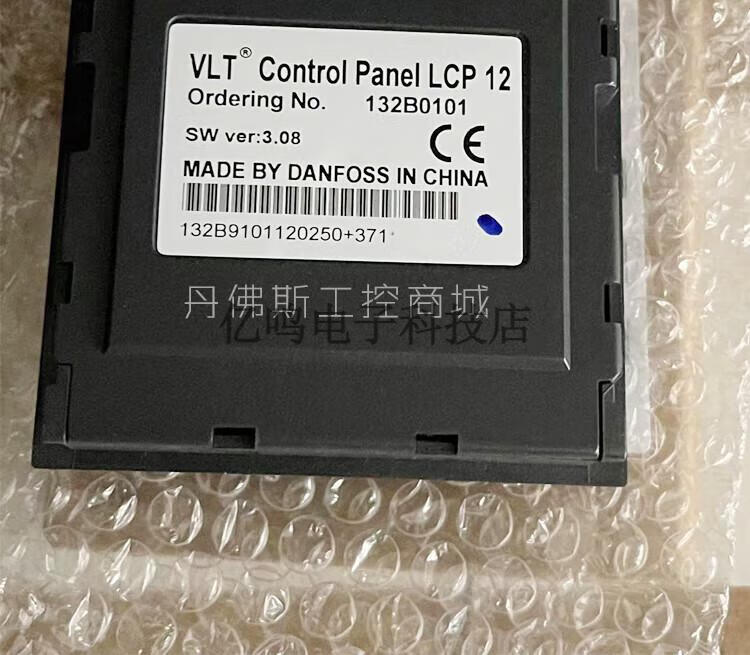 VLT® Control Panel LCP 12
Ordering No. 132B0101
SW ver:3.08
CE
MADE BY DANFOSS IN CHINA
132B9101120250+371
丹佛斯工控商城
亿鸣电子科技店